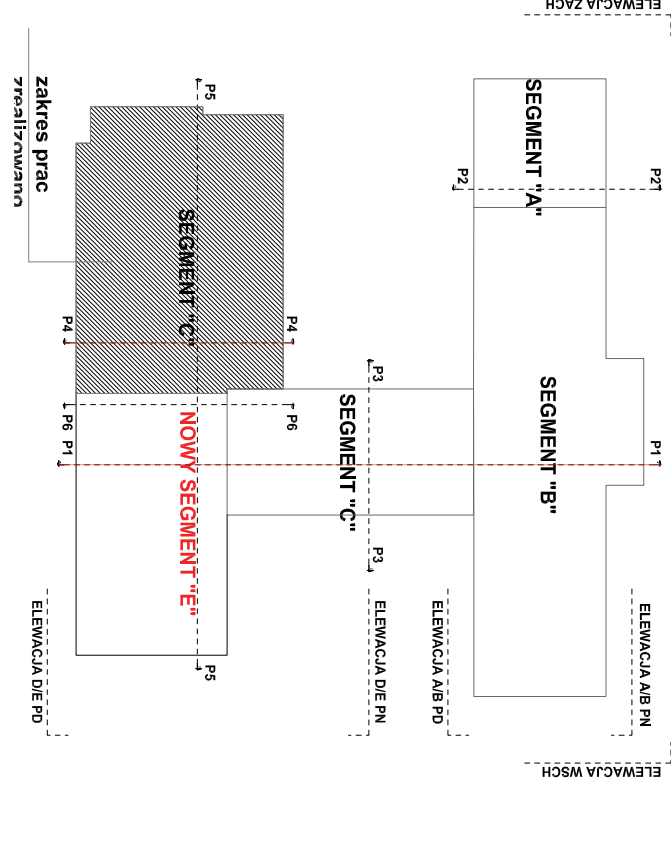 ELEWACJA ZACH
ELEWACJA WSCH
P2
P1
ELEWACJA A/B PN
SEGMENT "A"
SEGMENT "B"
P2
ELEWACJA A/B PD
P3
P3
ELEWACJA D/E PN
SEGMENT "C"
P4
P6
P5
P5
SEGMENT "C"
NOWY SEGMENT "E"
P4
P6
P1
ELEWACJA D/E PD
zakres prac
zrealizowano